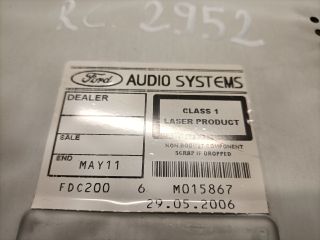 RC. 2952
Ford AUDIO SYSTEMS
DEALER
CLASS 1
LASER PRODUCT
SALE
NON ROBUST COMPONENT
SCRAP IF DROPPED
END MAY11
FDC200 6 M015867
29.05.2006